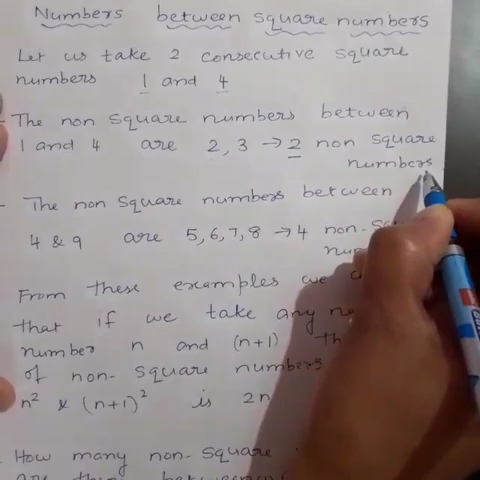 Numbers between square numbers
Let us take 2 consecutive square
numbers 1 and 4
The non square numbers between
1 and 4 are 2, 3 → 2 non square
numbers
The non square numbers between
4 & 9 are 5, 6, 7, 8 → 4 non-
From these examples we
that if we take any
number n and (n+1)
of non-square numbers
n² & (n+1)² is 2n
How many non-square
are